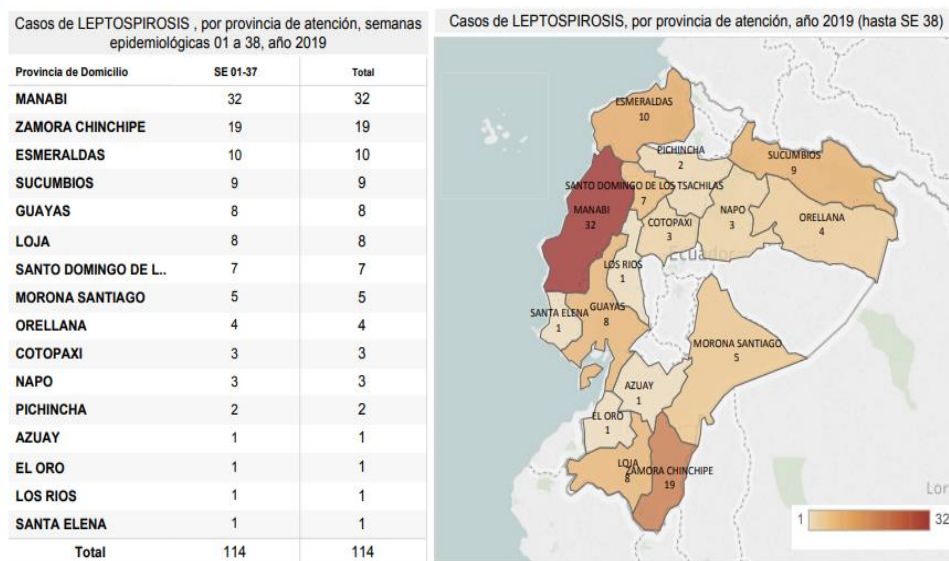 Casos de LEPTOSPIROSIS , por provincia de atención, semanas
epidemiológicas 01 a 38, año 2019
Provincia de Domicilio SE 01-37 Total
MANABI 32 32
ZAMORA CHINCHIPE 19 19
ESMERALDAS 10 10
SUCUMBIOS 9 9
GUAYAS 8 8
LOJA 8 8
SANTO DOMINGO DE L.. 7 7
MORONA SANTIAGO 5 5
ORELLANA 4 4
COTOPAXI 3 3
NAPO 3 3
PICHINCHA 2 2
AZUAY 1 1
EL ORO 1 1
LOS RIOS 1 1
SANTA ELENA 1 1
Total 114 114
Casos de LEPTOSPIROSIS, por provincia de atención, año 2019 (hasta SE 38)
ESMERALDAS
10
PICHINCHA
2
SUCUMBIOS
9
SANTO DOMINGO DE LOS TSACHILAS
7
MANABI
32
COTOPAXI
3
NAPO
3
ORELLANA
4
Ecuador
LOS RIOS
1
SANTA ELENA
1
GUAYAS
8
MORONA SANTIAGO
5
AZUAY
1
EL ORO
1
LOJA
8
ZAMORA CHINCHIPE
19
Lor
1 32